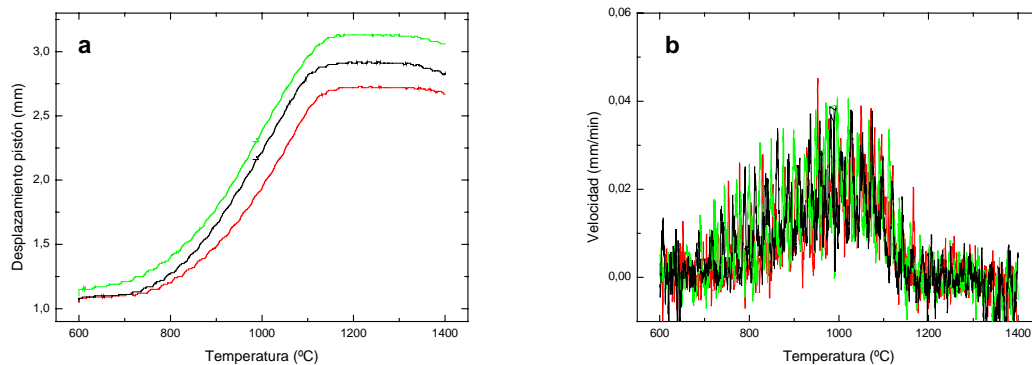 a
3,0
2,5
2,0
1,5
1,0
Desplazamiento pistón (mm)
600 800 1000 1200 1400
Temperatura (ºC)
b
0,06
0,04
0,02
0,00
Velocidad (mm/min)
600 800 1000 1200 1400
Temperatura (ºC)